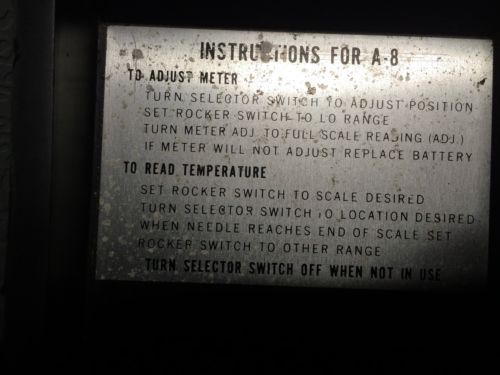 INSTRUCTIONS FOR A-8
TO ADJUST METER
TURN SELECTOR SWITCH TO ADJUST POSITION
SET ROCKER SWITCH TO LO RANGE
TURN METER ADJ. TO FULL SCALE READING (ADJ.)
IF METER WILL NOT ADJUST REPLACE BATTERY
TO READ TEMPERATURE
SET ROCKER SWITCH TO SCALE DESIRED
TURN SELECTOR SWITCH TO LOCATION DESIRED
WHEN NEEDLE REACHES END OF SCALE SET
ROCKER SWITCH TO OTHER RANGE
TURN SELECTOR SWITCH OFF WHEN NOT IN USE